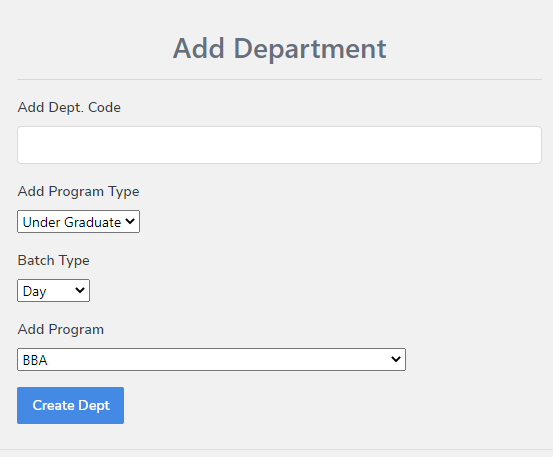 Add Department
Add Dept. Code
Add Program Type
Under Graduate
Batch Type
Day
Add Program
BBA
Create Dept